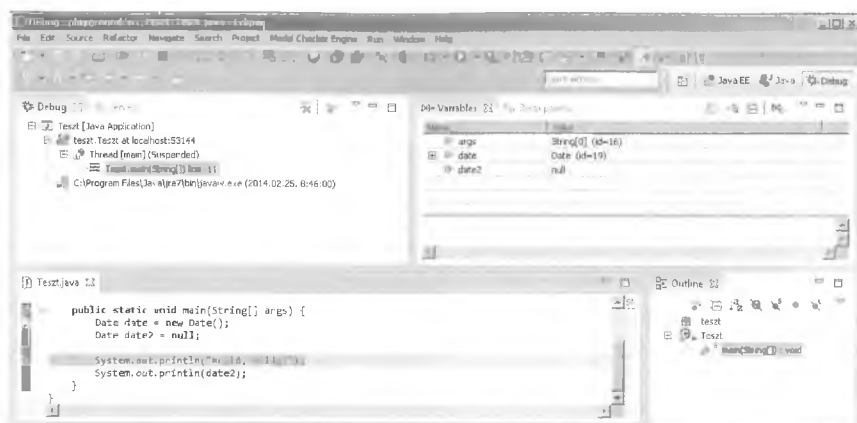 File Edit Source Refactor Navigate Search Project Model Checker Engine Run Window Help
Java EE Java Debug
Debug
Teszt [Java Application]
teszt.Teszt at localhost:53144
Thread [main] (Suspended)
Teszt.main(String[]) line: 11
C:\Program Files\Java\jre7\bin\javaw.exe (2014.02.25. 8:46:00)
Variables
Name Value
args String[0] (id=16)
date Date (id=19)
date2 null
Teszt.java
public static void main(String[] args) {
Date date = new Date();
Date date2 = null;
System.out.println("
System.out.println(date2);
}
}
Outline
teszt
Teszt
main(String[]) : void